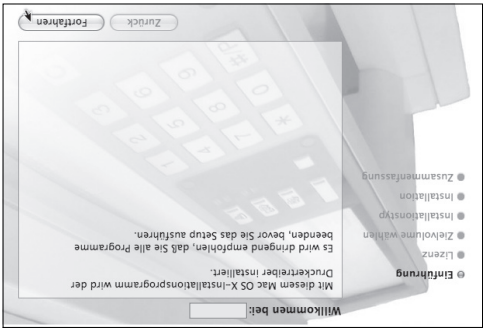 Willkommen bei:
Einführung
Lizenz
Zielvolume wählen
Installationstyp
Installation
Zusammenfassung
Mit diesem Mac OS X-Installationsprogramm wird der
Druckertreiber installiert.
Es wird dringend empfohlen, daß Sie alle Programme
beenden, bevor Sie das Setup ausführen.
Zurück
Fortfahren